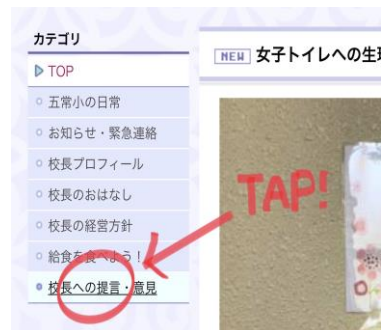 カテゴリ
TOP
五常小の日常
お知らせ・緊急連絡
校長プロフィール
校長のおはなし
校長の経営方針
給食を食べよう！
校長への提言・意見
NEW 女子トイレへの生
TAP!